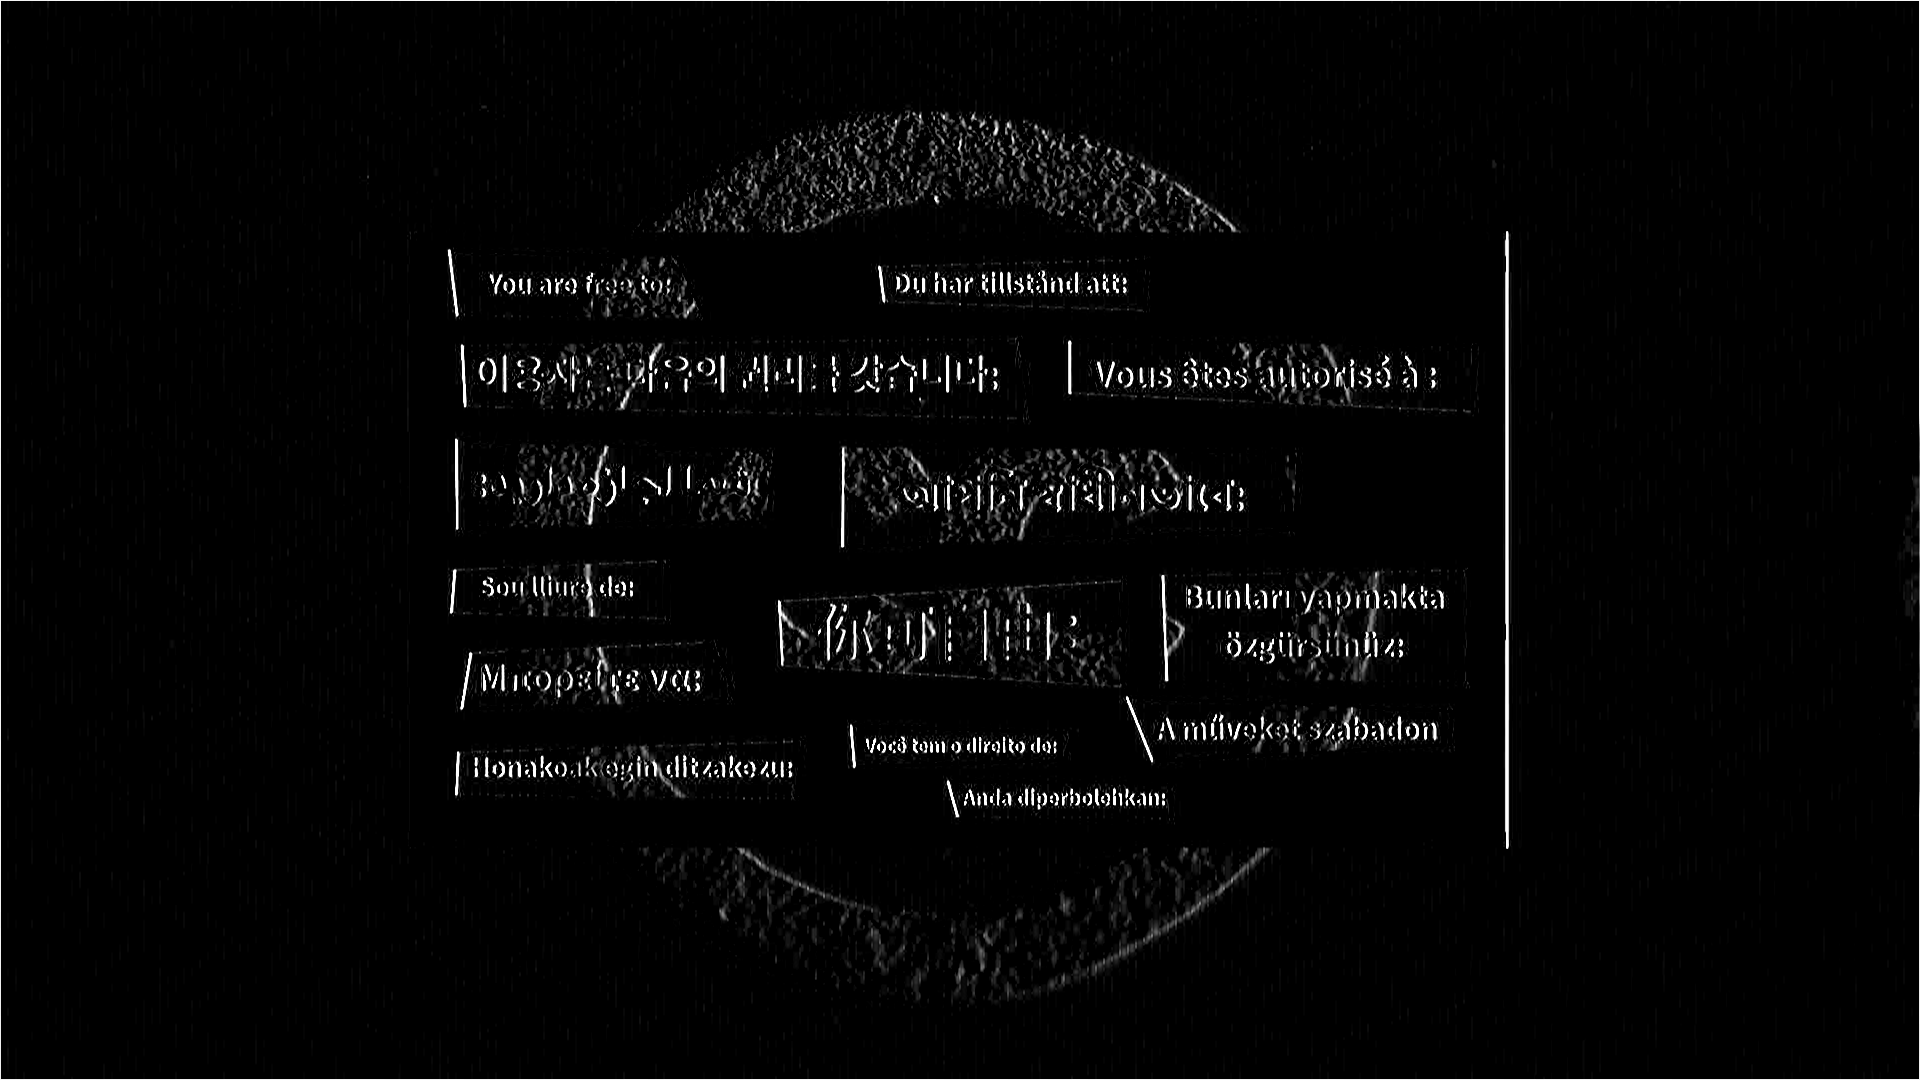 You are free to:
Du har tillstånd att:
이용자는 다음의 권리를 갖습니다:
Vous êtes autorisé à :
আপনি স্বাধীনভাবে:
Sou lliure de:
你可以自由:
Bunları yapmakta
özgürsünüz:
Μπορείτε να:
A műveket szabadon
Você tem o direito de:
Honakoak egin ditzakezu:
Anda diperbolehkan: